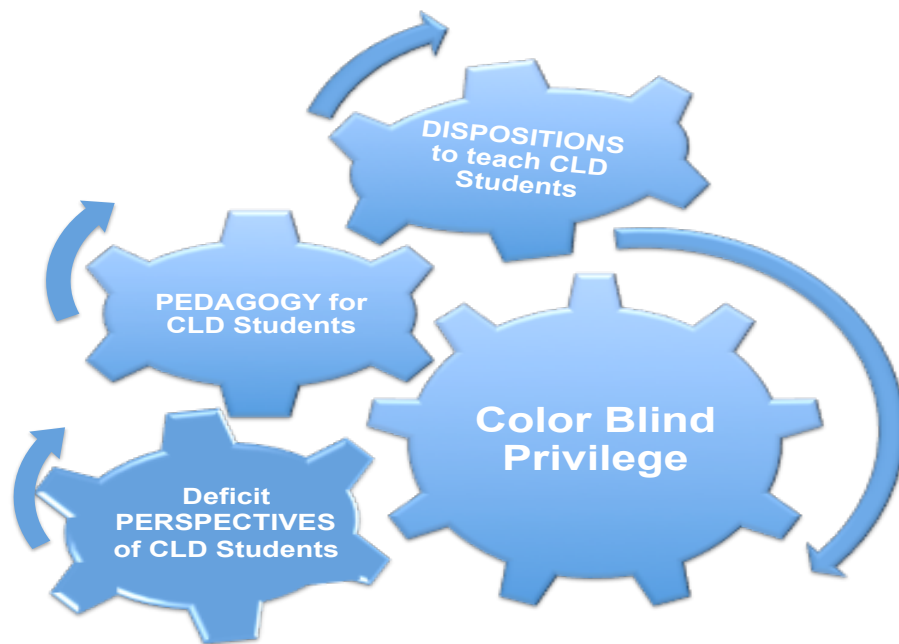 DISPOSITIONS
to teach CLD
Students
PEDAGOGY for
CLD Students
Color Blind
Privilege
Deficit
PERSPECTIVES
of CLD Students